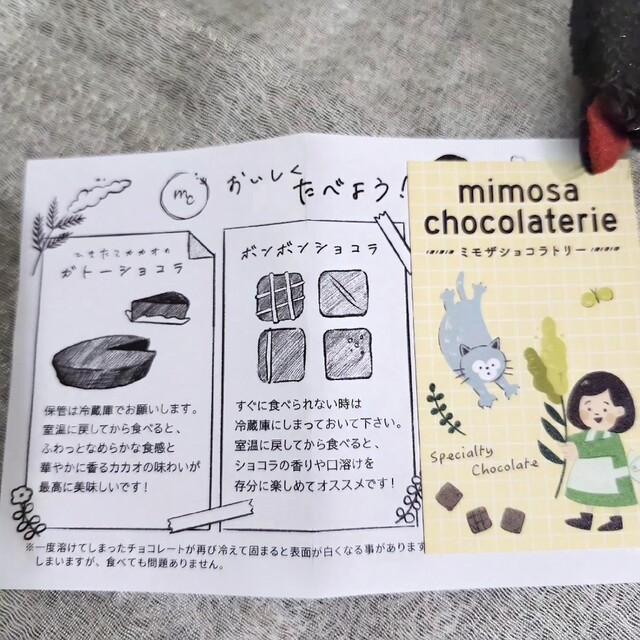 mc
おいしくたべよう!
ひきたてカカオの
ガトーショコラ
保管は冷蔵庫でお願いします。
室温に戻してから食べると、
ふわっとなめらかな食感と
華やかに香るカカオの味わいが
最高に美味しいです!
ボンボンショコラ
すぐに食べられない時は
冷蔵庫にしまっておいて下さい。
室温に戻してから食べると、
ショコラの香りや口溶けを
存分に楽しめてオススメです!
※一度溶けてしまったチョコレートが再び冷えて固まると表面が白くなる事があります
しまいますが、食べても問題ありません。
mimosa
chocolaterie
ミモザショコラトリー
Specialty
Chocolate